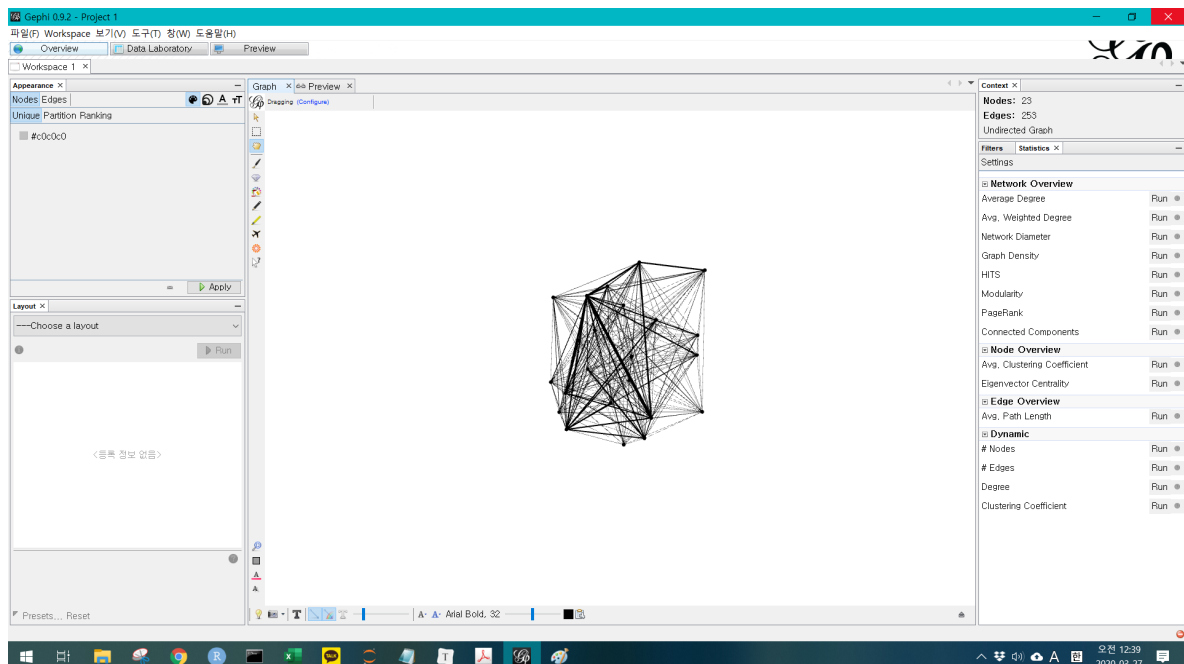 Gephi 0.9.2 - Project 1
파일(F) Workspace 보기(V) 도구(T) 창(W) 도움말(H)
Overview Data Laboratory Preview
Workspace 1 ×
Appearance ×
Nodes Edges
Unique Partition Ranking
#c0c0c0
Apply
Layout ×
---Choose a layout
Run
<등록 정보 없음>
Presets... Reset
Graph × Preview ×
Dragging (Configure)
Arial Bold, 32
Context ×
Nodes: 23
Edges: 253
Undirected Graph
Filters Statistics ×
Settings
Network Overview
Average Degree Run
Avg. Weighted Degree Run
Network Diameter Run
Graph Density Run
HITS Run
Modularity Run
PageRank Run
Connected Components Run
Node Overview
Avg. Clustering Coefficient Run
Eigenvector Centrality Run
Edge Overview
Avg. Path Length Run
Dynamic
# Nodes Run
# Edges Run
Degree Run
Clustering Coefficient Run
A 한
오전 12:39
2020-03-27